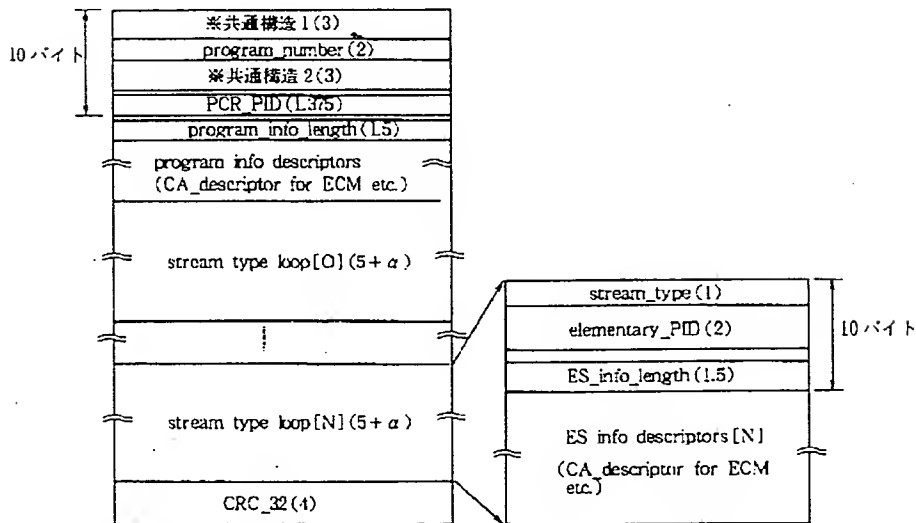 ※共通構造1(3)
10バイト
program_number(2)
※共通構造2(3)
PCR_PID(1.375)
program_info_length(1.5)
program info descriptors
(CA_descriptor for ECM etc.)
stream type loop[0](5+α)
stream type loop[N](5+α)
CRC_32(4)
stream_type(1)
elementary_PID(2)
10バイト
ES_info_length(1.5)
ES info descriptors[N]
(CA_descriptor for ECM
etc.)